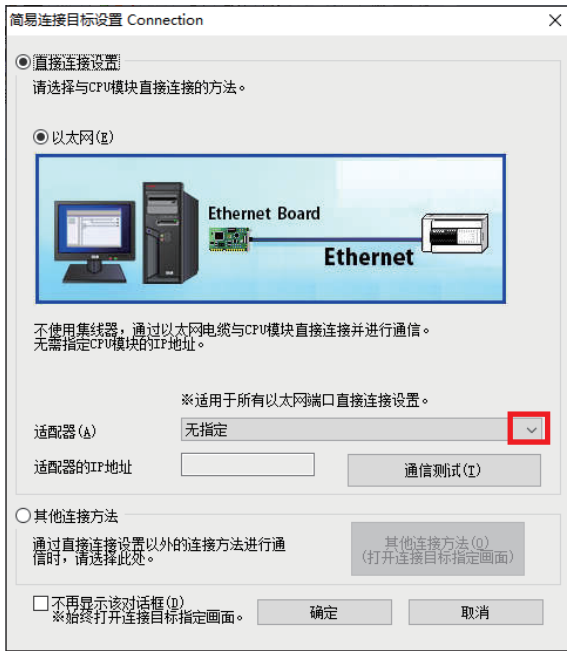 简易连接目标设置 Connection
直接连接设置
请选择与CPU模块直接连接的方法。
以太网(E)
Ethernet Board
Ethernet
不使用集线器，通过以太网电缆与CPU模块直接连接并进行通信。
无需指定CPU模块的IP地址。
※适用于所有以太网端口直接连接设置。
适配器(A)
无指定
适配器的IP地址
通信测试(T)
其他连接方法
通过直接连接设置以外的连接方法进行通
信时，请选择此处。
其他连接方法(O)
(打开连接目标指定画面)
不再显示该对话框(D)
※始终打开连接目标指定画面。
确定
取消